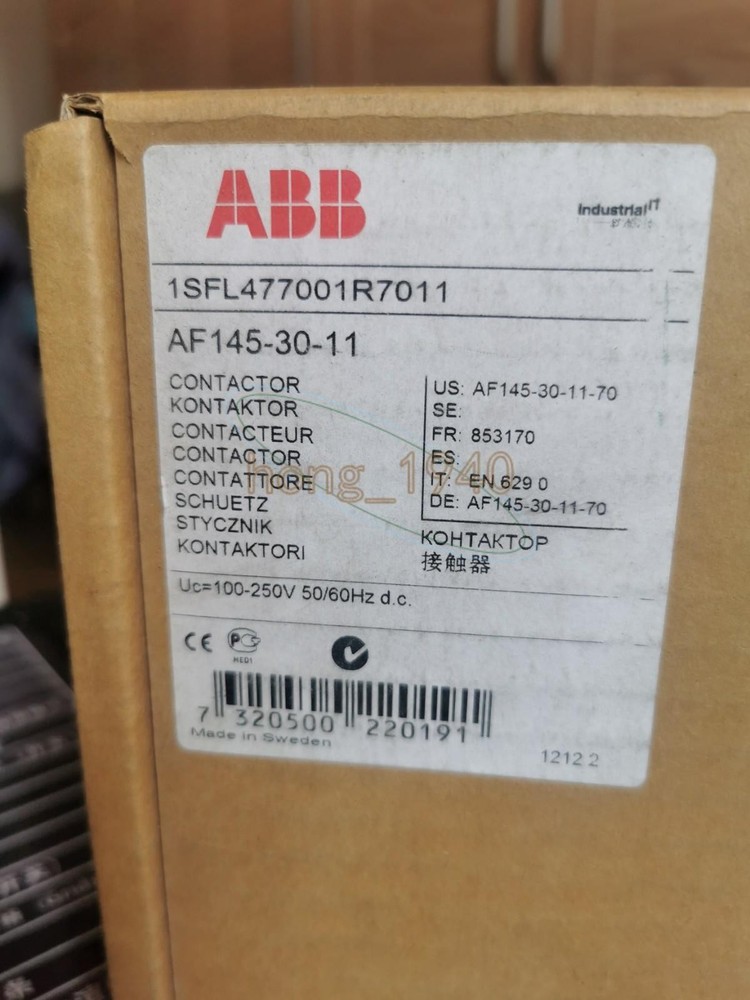 ABB
Industrial IT
1SFL477001R7011
AF145-30-11
CONTACTOR
KONTAKTOR
CONTACTEUR
CONTACTOR
CONTATTORE
SCHUETZ
STYCZNIK
KONTAKTORI
US: AF145-30-11-70
SE:
FR: 853170
ES:
IT: EN 629 0
DE: AF145-30-11-70
КОНТАКТОР
接触器
Uc=100-250V 50/60Hz d.c.
CE
ME01
7 320500 220191
Made in Sweden
1212 2
hong_1940